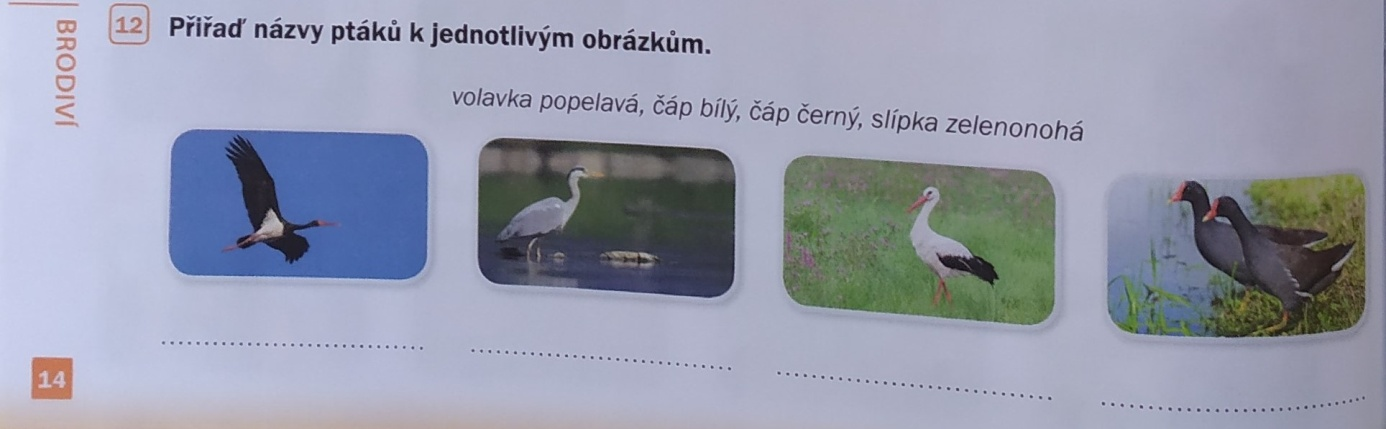 BRODIVÍ
12 Přiřaď názvy ptáků k jednotlivým obrázkům.
volavka popelavá, čáp bílý, čáp černý, slípka zelenonohá
14